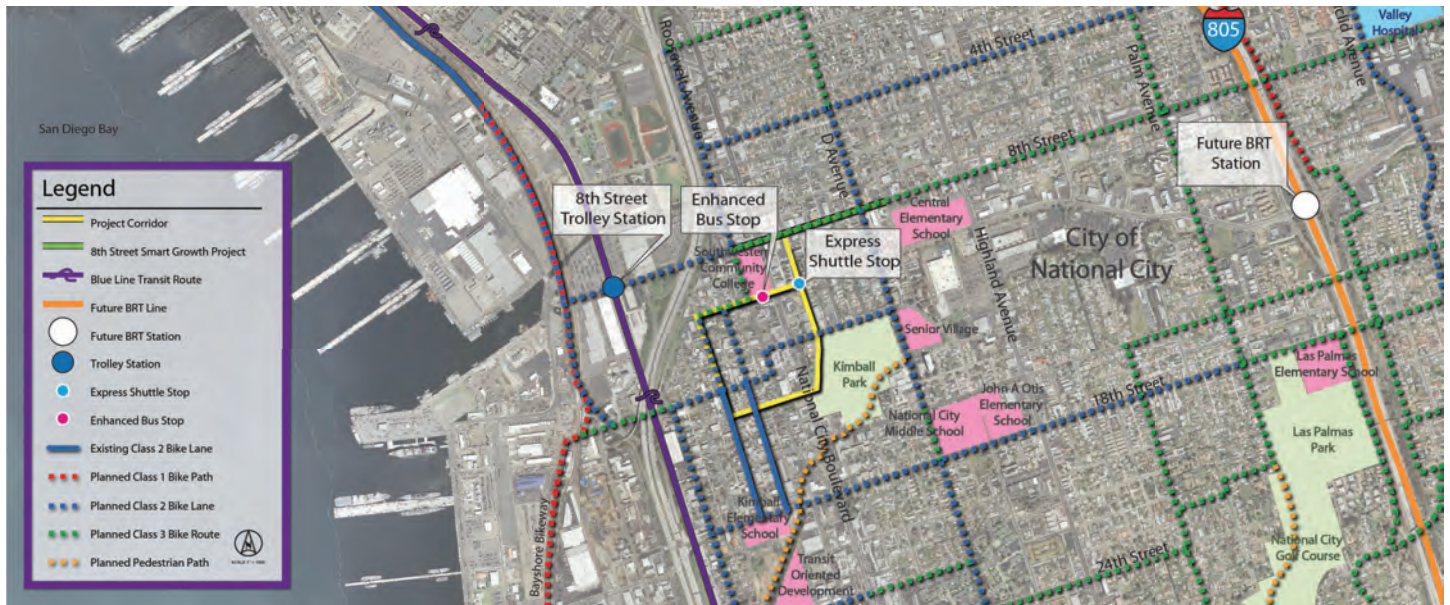 Valley
Hospital
805
Euclid Avenue
Roosevelt Avenue
4th Street
Palm Avenue
San Diego Bay
D Avenue
8th Street
Future BRT
Station
Legend
Project Corridor
8th Street Smart Growth Project
Blue Line Transit Route
Future BRT Line
Future BRT Station
Trolley Station
Express Shuttle Stop
Enhanced Bus Stop
Existing Class 2 Bike Lane
Planned Class 1 Bike Path
Planned Class 2 Bike Lane
Planned Class 3 Bike Route
Planned Pedestrian Path
8th Street
Trolley Station
Enhanced
Bus Stop
Express
Shuttle Stop
Southwestern
Community
College
Central
Elementary
School
Highland Avenue
City of
National City
Senior Village
Kimball
Park
National City Boulevard
National City
Middle School
John A Otis
Elementary
School
18th Street
Las Palmas
Elementary School
Las Palmas
Park
Kimball
Elementary
School
Bayshore Bikeway
Transit
Oriented
Development
24th Street
National City
Golf Course